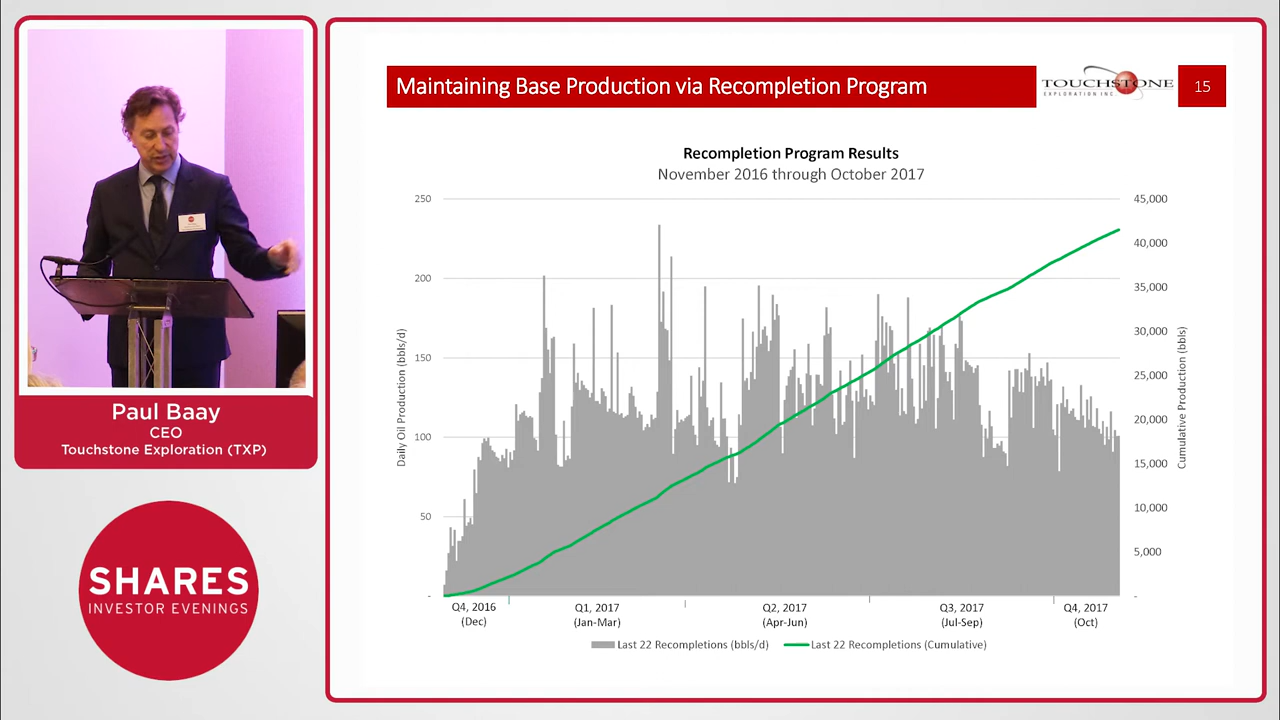 Maintaining Base Production via Recompletion Program
TOUCHSTONE
EXPLORATION INC.
15
Recompletion Program Results
November 2016 through October 2017
Daily Oil Production (bbls/d)
250
200
150
100
50
-
Cumulative Production (bbls)
45,000
40,000
35,000
30,000
25,000
20,000
15,000
10,000
5,000
-
Q4, 2016
(Dec)
Q1, 2017
(Jan-Mar)
Q2, 2017
(Apr-Jun)
Q3, 2017
(Jul-Sep)
Q4, 2017
(Oct)
Last 22 Recompletions (bbls/d)
Last 22 Recompletions (Cumulative)
Paul Baay
CEO
Touchstone Exploration (TXP)
SHARES
INVESTOR EVENINGS